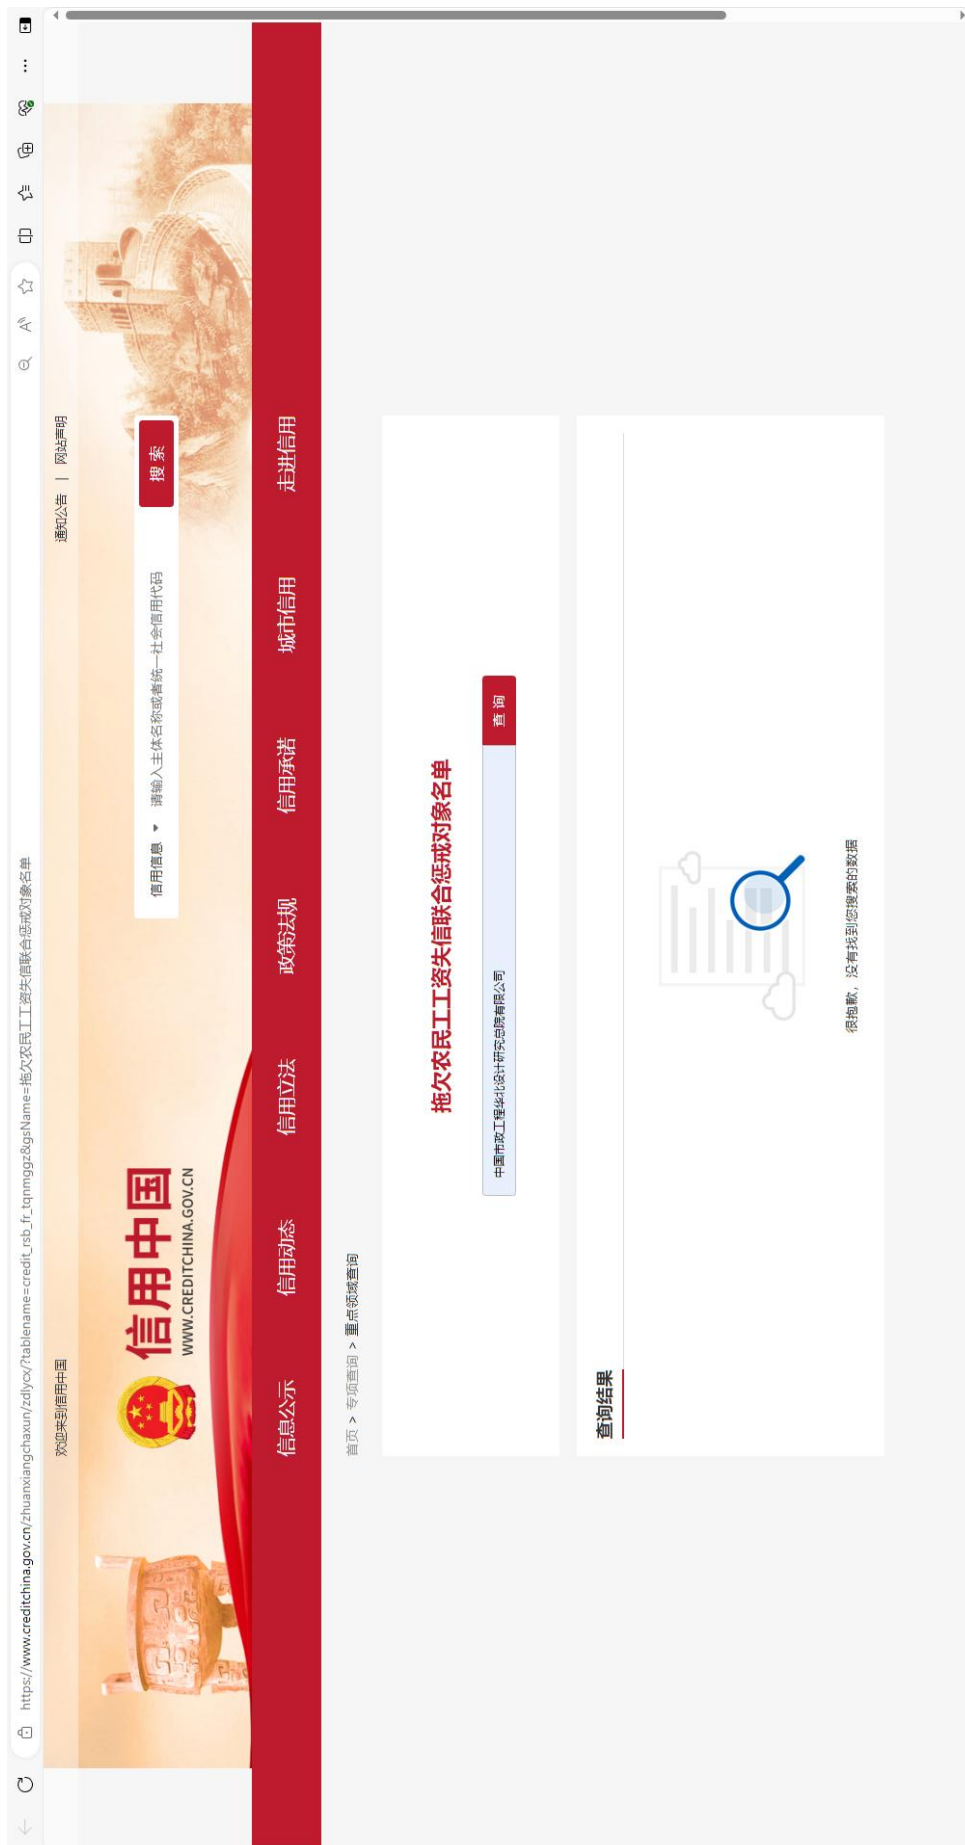 https://www.creditchina.gov.cn/zhuanxiangchaxun/zdlycx/?tablename=credit_rsb_fr_tqnmggz&gsName=拖欠农民工工资失信联合惩戒对象名单
欢迎来到信用中国
通知公告 | 网站声明
信用中国
WWW.CREDITCHINA.GOV.CN
信用信息 请输入主体名称或者统一社会信用代码 搜索
信息公示 信用动态 信用立法 政策法规 信用承诺 城市信用 走进信用
首页 > 专项查询 > 重点领域查询
拖欠农民工工资失信联合惩戒对象名单
中国市政工程华北设计研究总院有限公司 查询
查询结果
很抱歉，没有找到您搜索的数据